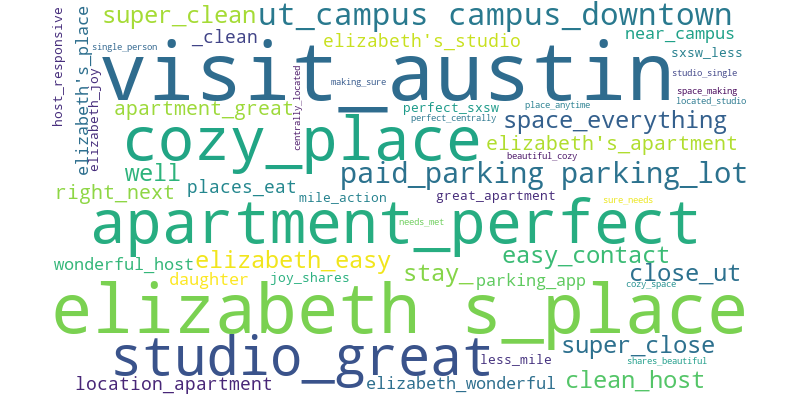 super_clean ut_campus campus_downtown
_clean elizabeth's_studio near_campus
single_person
host_responsive
elizabeth's_place
elizabeth_joy
visit_austin
sxsw_less
studio_single
making_sure
space_making
located_studio
centrally_located
apartment_great perfect_sxsw place_anytime
perfect_centrally
space_everything
cozy_place
elizabeth's_apartment
beautiful_cozy
well paid_parking parking_lot
right_next places_eat mile_action great_apartment sure_needs
apartment_perfect
needs_met
wonderful_host elizabeth_easy easy_contact
daughter joy_shares stay_ parking_app close_ut
cozy_space
elizabeth s_place
studio_great
less_mile
super_close
shares_beautiful
location_apartment elizabeth_wonderful clean_host